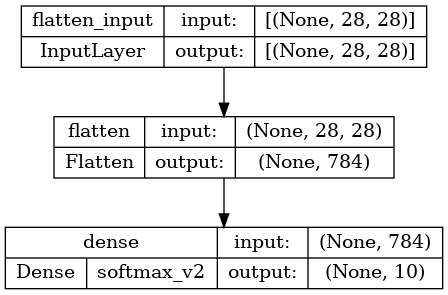 flatten_input input: [(None, 28, 28)]
InputLayer output: [(None, 28, 28)]
flatten input: (None, 28, 28)
Flatten output: (None, 784)
dense input: (None, 784)
Dense softmax_v2 output: (None, 10)